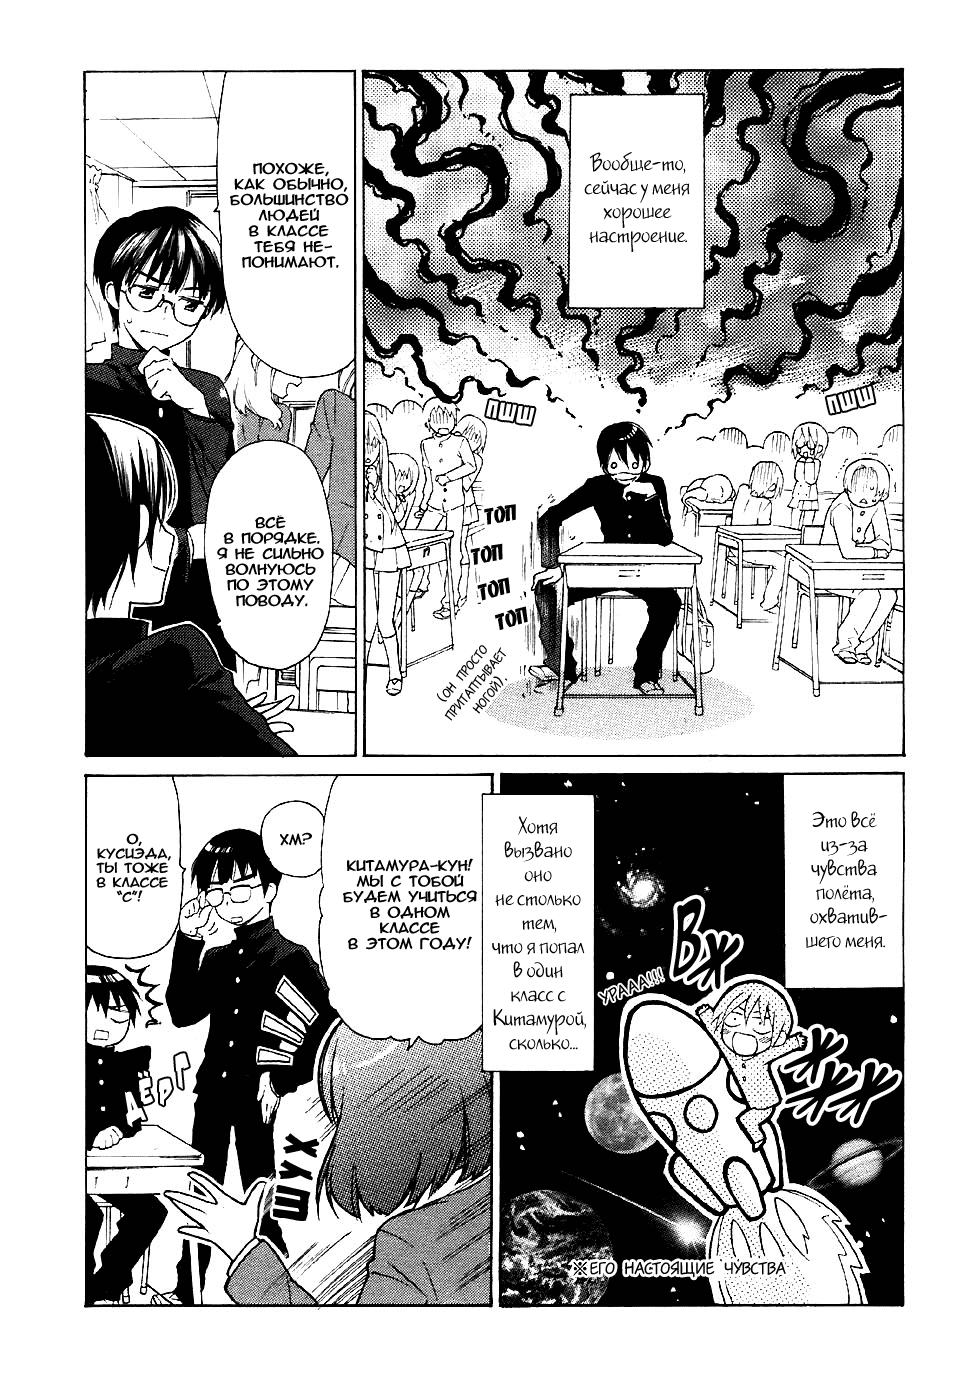 Вообще-то,
сейчас у меня
хорошее
настроение.
ПШШ
ПШШ
ТОП
ТОП
ТОП
ТОП
(ОН ПРОСТО
ПРИТАПТЫВАЕТ
НОГОЙ).
ПОХОЖЕ,
КАК ОБЫЧНО,
БОЛЬШИНСТВО
ЛЮДЕЙ
В КЛАССЕ
ТЕБЯ НЕ-
ПОНИМАЮТ.
ВСЁ
В ПОРЯДКЕ.
Я НЕ СИЛЬНО
ВОЛНУЮСЬ
ПО ЭТОМУ
ПОВОДУ.
Это всё
из-за
чувства
полёта,
охватив-
шего меня.
ВЖ
УРААА!!!
Ж
ЖЖ
ЖЖ
※ЕГО НАСТОЯЩИЕ ЧУВСТВА
Хотя
вызвано
оно
не столько
тем,
что я попал
в один
класс с
Китамурой,
сколько...
КИТАМУРА-КУН!
МЫ С ТОБОЙ
БУДЕМ УЧИТЬСЯ
В ОДНОМ
КЛАССЕ
В ЭТОМ ГОДУ!
ХМ?
ШУХ
О,
КУСИЭДА,
ТЫ ТОЖЕ
В КЛАССЕ
"С"!
ДЁРГ